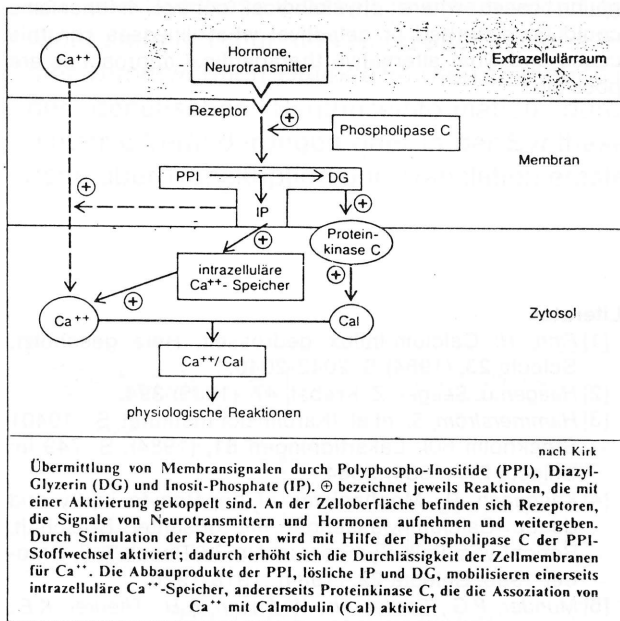 Ca++
Hormone,
Neurotransmitter
Extrazellulärraum
Rezeptor
⊕
Phospholipase C
Membran
PPI
DG
⊕
IP
⊕
⊕
Protein-
kinase C
intrazelluläre
Ca++- Speicher
⊕
⊕
Ca++
Cal
Zytosol
Ca++/ Cal
physiologische Reaktionen
nach Kirk
Übermittlung von Membransignalen durch Polyphospho-Inositide (PPI), Diazyl-
Glyzerin (DG) und Inosit-Phosphate (IP). ⊕ bezeichnet jeweils Reaktionen, die mit
einer Aktivierung gekoppelt sind. An der Zelloberfläche befinden sich Rezeptoren,
die Signale von Neurotransmittern und Hormonen aufnehmen und weitergeben.
Durch Stimulation der Rezeptoren wird mit Hilfe der Phospholipase C der PPI-
Stoffwechsel aktiviert; dadurch erhöht sich die Durchlässigkeit der Zellmembranen
für Ca++. Die Abbauprodukte der PPI, lösliche IP und DG, mobilisieren einerseits
intrazelluläre Ca++-Speicher, andererseits Proteinkinase C, die die Assoziation von
Ca++ mit Calmodulin (Cal) aktiviert